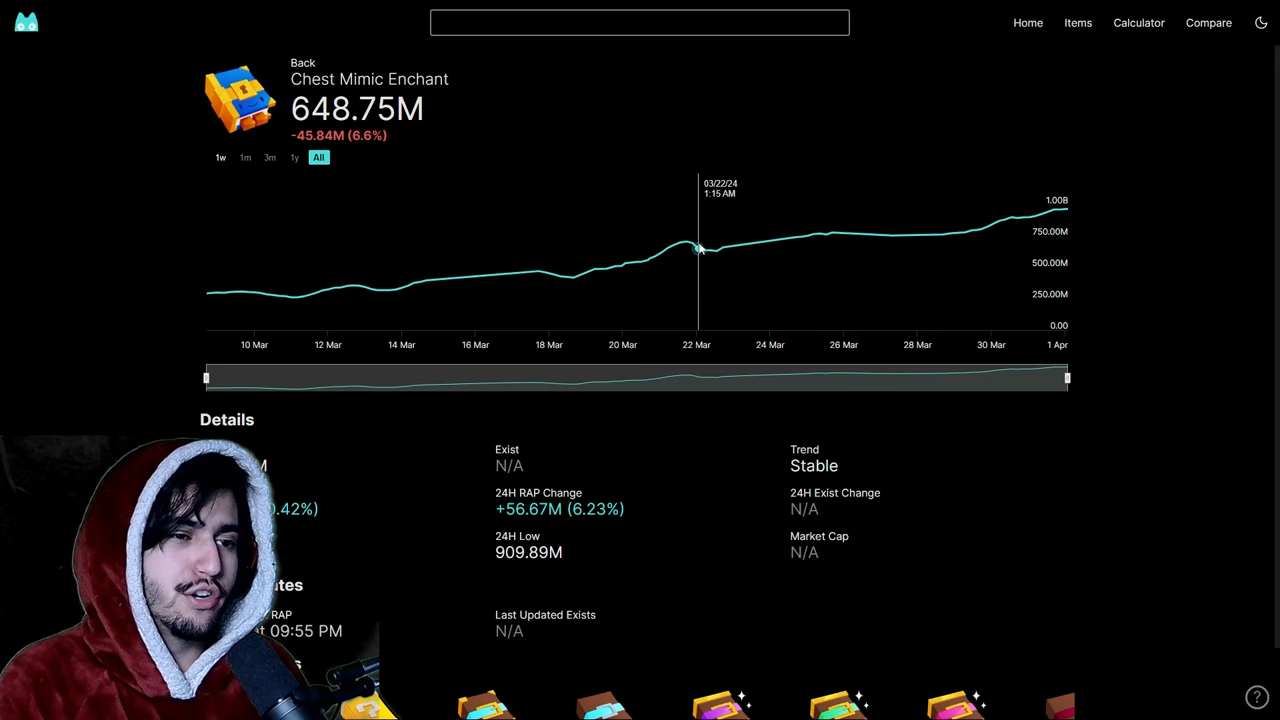 Home Items Calculator Compare
Back
Chest Mimic Enchant
648.75M
-45.84M (6.6%)
1w 1m 3m 1y All
03/22/24
1:15 AM
1.00B
750.00M
500.00M
250.00M
0.00
10 Mar 12 Mar 14 Mar 16 Mar 18 Mar 20 Mar 22 Mar 24 Mar 26 Mar 28 Mar 30 Mar 1 Apr
Details
Exist
N/A
Trend
Stable
24H RAP Change
+56.67M (6.23%)
24H Exist Change
N/A
24H Low
909.89M
Market Cap
N/A
RAP
09:55 PM
Last Updated Exists
N/A
?